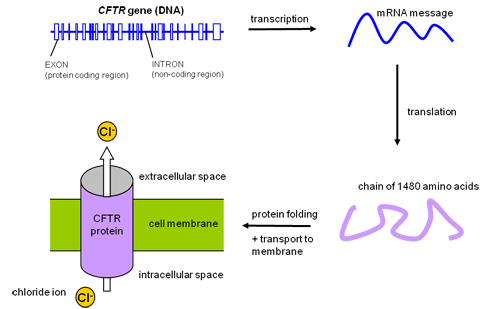 CFTR gene (DNA)
transcription
mRNA message
EXON
(protein coding region)
INTRON
(non-coding region)
translation
chain of 1480 amino acids
protein folding
+ transport to
membrane
Cl-
extracellular space
CFTR
protein
cell membrane
intracellular space
chloride ion
Cl-